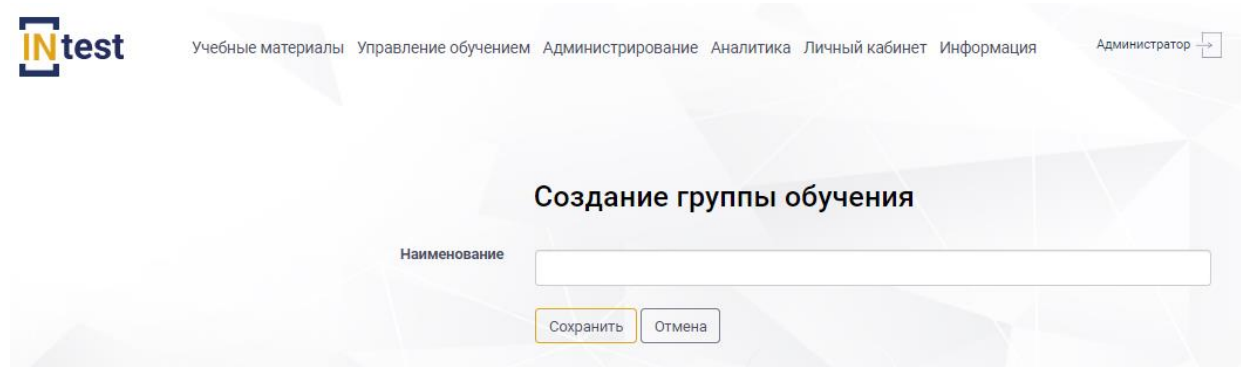 INtest
Учебные материалы Управление обучением Администрирование Аналитика Личный кабинет Информация Администратор
Создание группы обучения
Наименование
Сохранить Отмена